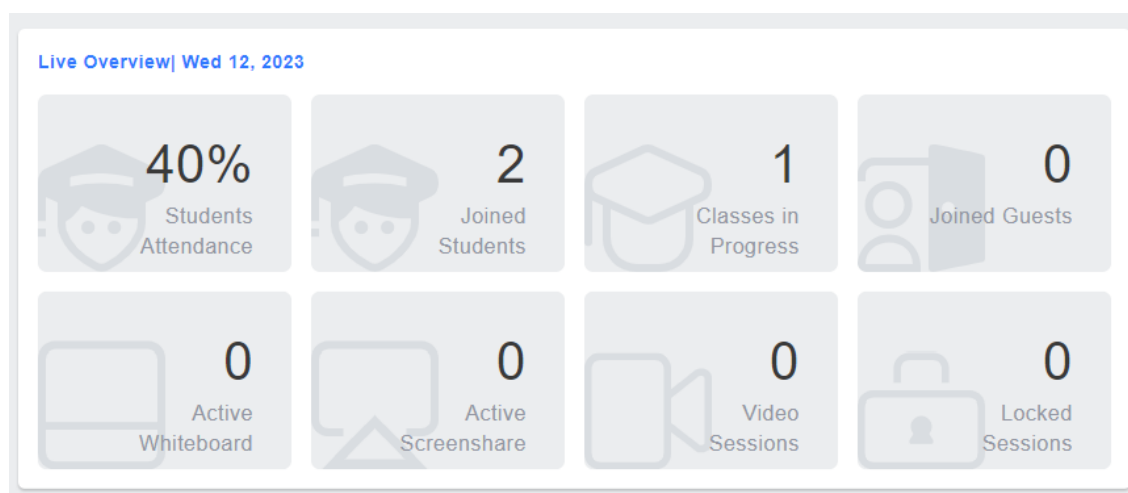 Live Overview| Wed 12, 2023
40%
Students
Attendance
2
Joined
Students
1
Classes in
Progress
0
Joined Guests
0
Active
Whiteboard
0
Active
Screenshare
0
Video
Sessions
0
Locked
Sessions